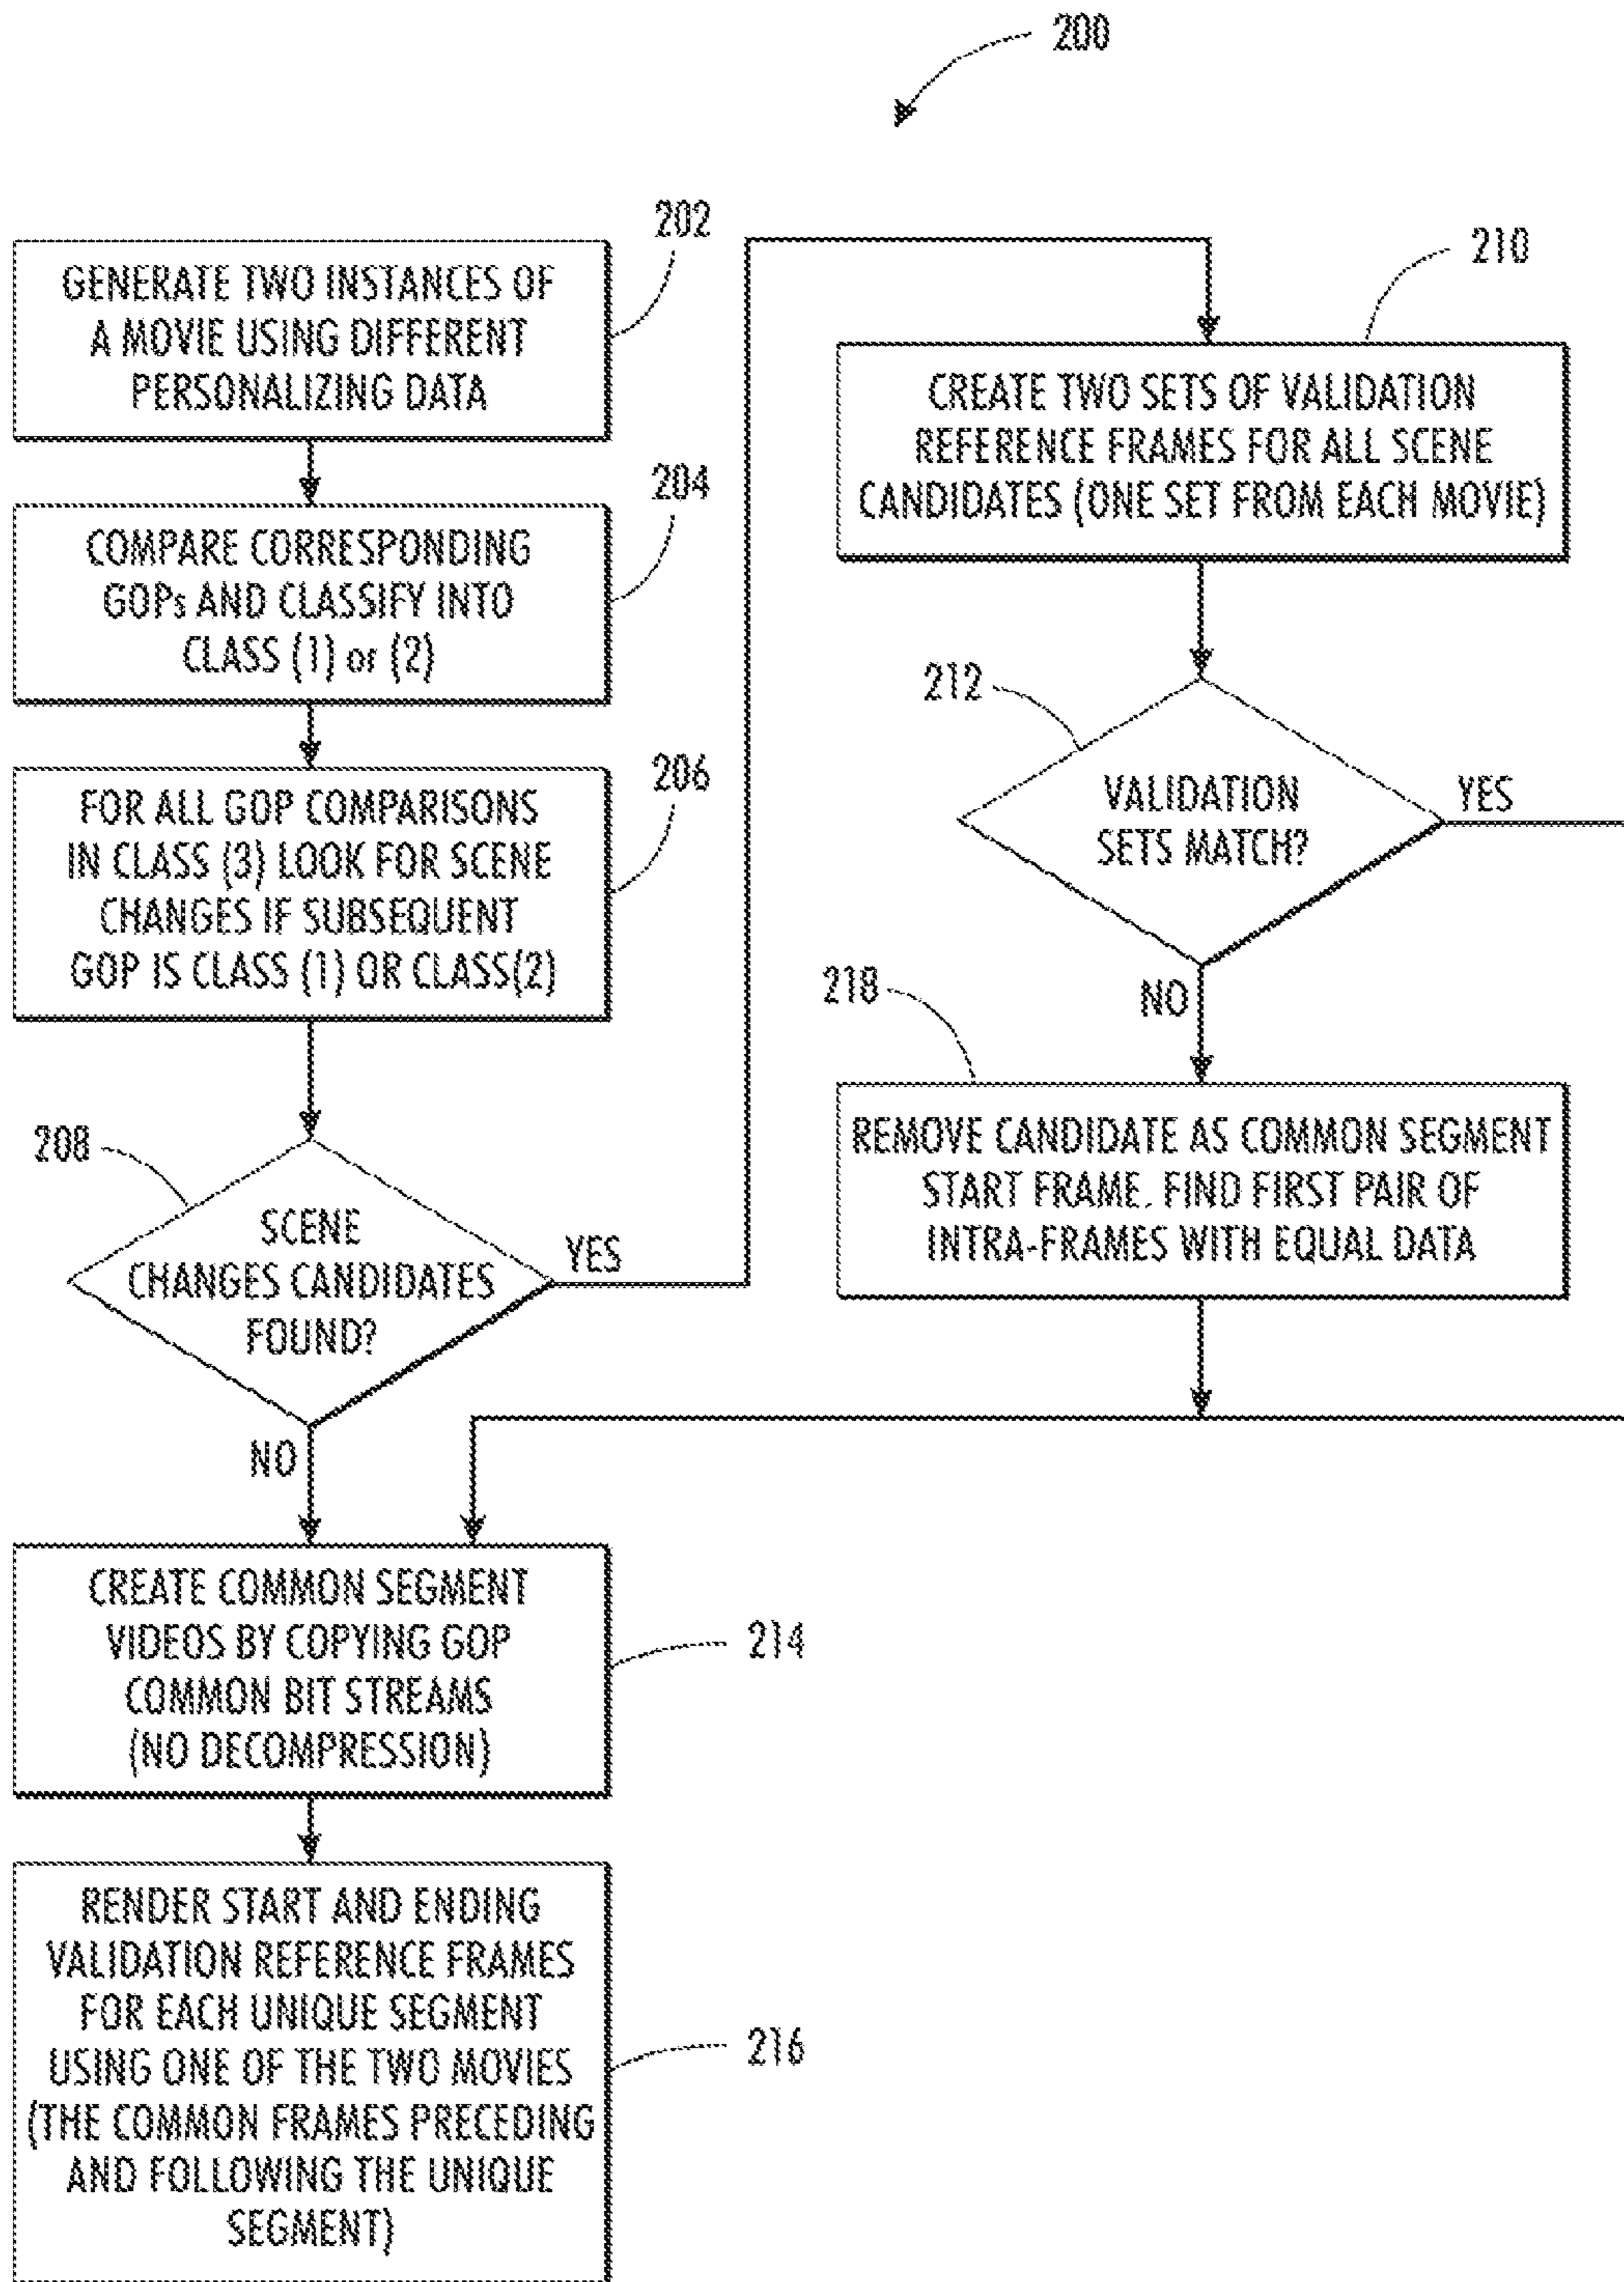 200
202
GENERATE TWO INSTANCES OF
A MOVIE USING DIFFERENT
PERSONALIZING DATA
204
COMPARE CORRESPONDING
GOPs AND CLASSIFY INTO
CLASS (1) or (2)
206
FOR ALL GOP COMPARISONS
IN CLASS (3) LOOK FOR SCENE
CHANGES IF SUBSEQUENT
GOP IS CLASS (1) OR CLASS(2)
208
SCENE
CHANGES CANDIDATES
FOUND?
YES
NO
210
CREATE TWO SETS OF VALIDATION
REFERENCE FRAMES FOR ALL SCENE
CANDIDATES (ONE SET FROM EACH MOVIE)
212
VALIDATION
SETS MATCH?
YES
NO
218
REMOVE CANDIDATE AS COMMON SEGMENT
START FRAME. FIND FIRST PAIR OF
INTRA-FRAMES WITH EQUAL DATA
CREATE COMMON SEGMENT
VIDEOS BY COPYING GOP
COMMON BIT STREAMS
(NO DECOMPRESSION)
214
RENDER START AND ENDING
VALIDATION REFERENCE FRAMES
FOR EACH UNIQUE SEGMENT
USING ONE OF THE TWO MOVIES
(THE COMMON FRAMES PRECEDING
AND FOLLOWING THE UNIQUE
SEGMENT)
216